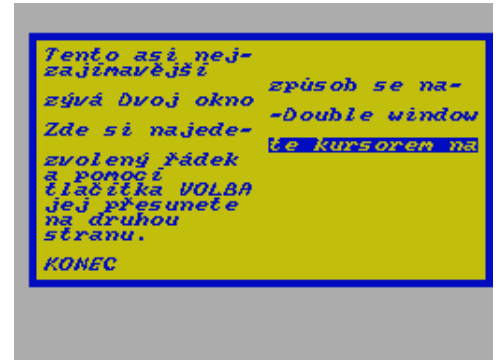 Tento asi nej-
zajímavější
způsob se na-
zývá Dvoj okno
-Double window
Zde si najede-
te kursorem na
zvolený řádek
a pomocí
tlačítka VOLBA
jej přesunete
na druhou
stranu.
KONEC